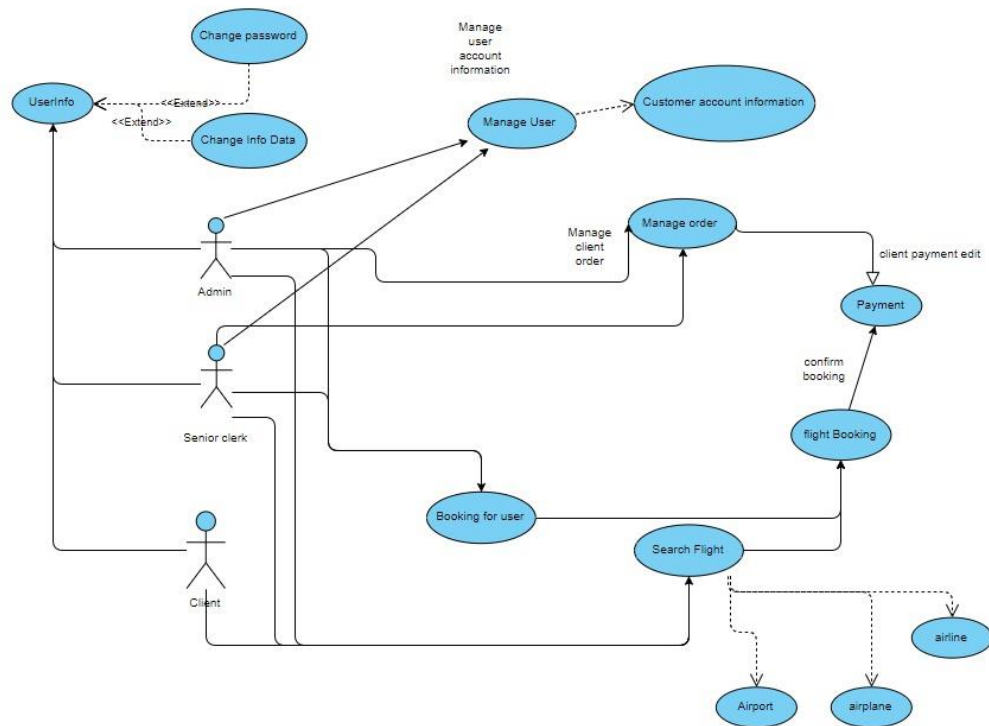 Change password
Manage
user
account
information
UserInfo
<<Extend>>
Customer account information
<<Extend>>
Manage User
Change Info Data
Manage order
Manage
client
order
client payment edit
Admin
Payment
confirm
booking
Senior clerk
flight Booking
Booking for user
Search Flight
Client
airline
Airport
airplane